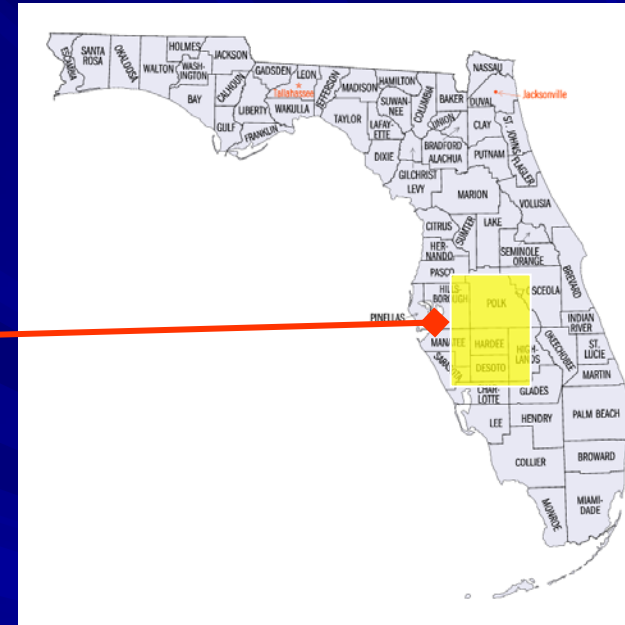 ESCAMBIA
SANTA
ROSA
OKALOOSA
WALTON
HOLMES
WASH-
INGTON
JACKSON
BAY
CALHOUN
GULF
GADSDEN
LIBERTY
FRANKLIN
LEON
Tallahassee
WAKULLA
JEFFERSON
MADISON
TAYLOR
HAMILTON
SUWAN-
NEE
LAFAY-
ETTE
DIXIE
COLUMBIA
BAKER
UNION
BRADFORD
ALACHUA
GILCHRIST
LEVY
NASSAU
DUVAL
Jacksonville
CLAY
ST. JOHNS
PUTNAM
FLAGLER
MARION
VOLUSIA
CITRUS
SUMTER
LAKE
HER-
NANDO
SEMINOLE
ORANGE
PASCO
BREVARD
HILLS-
BOROUGH
POLK
OSCEOLA
PINELLAS
INDIAN
RIVER
MANATEE
HARDEE
HIGH-
LANDS
OKEECHOBEE
ST.
LUCIE
SARASOTA
DESOTO
MARTIN
CHAR-
LOTTE
GLADES
LEE
HENDRY
PALM BEACH
COLLIER
BROWARD
MONROE
MIAMI-
DADE